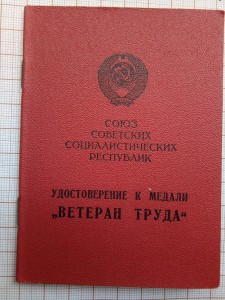 СОЮЗ
СОВЕТСКИХ
СОЦИАЛИСТИЧЕСКИХ
РЕСПУБЛИК
УДОСТОВЕРЕНИЕ К МЕДАЛИ
„ВЕТЕРАН ТРУДА“